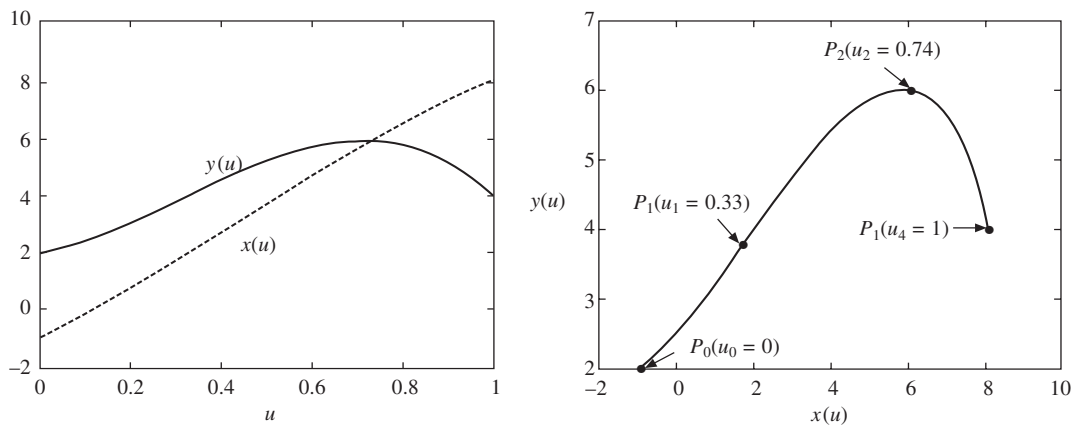 10
8
6
4
2
0
−2
0
0.2
0.4
0.6
0.8
1
u
y(u)
x(u)
7
6
5
4
3
2
−2
0
2
4
6
8
10
x(u)
y(u)
P₂(u₂ = 0.74)
P₁(u₁ = 0.33)
P₁(u₄ = 1)
P₀(u₀ = 0)